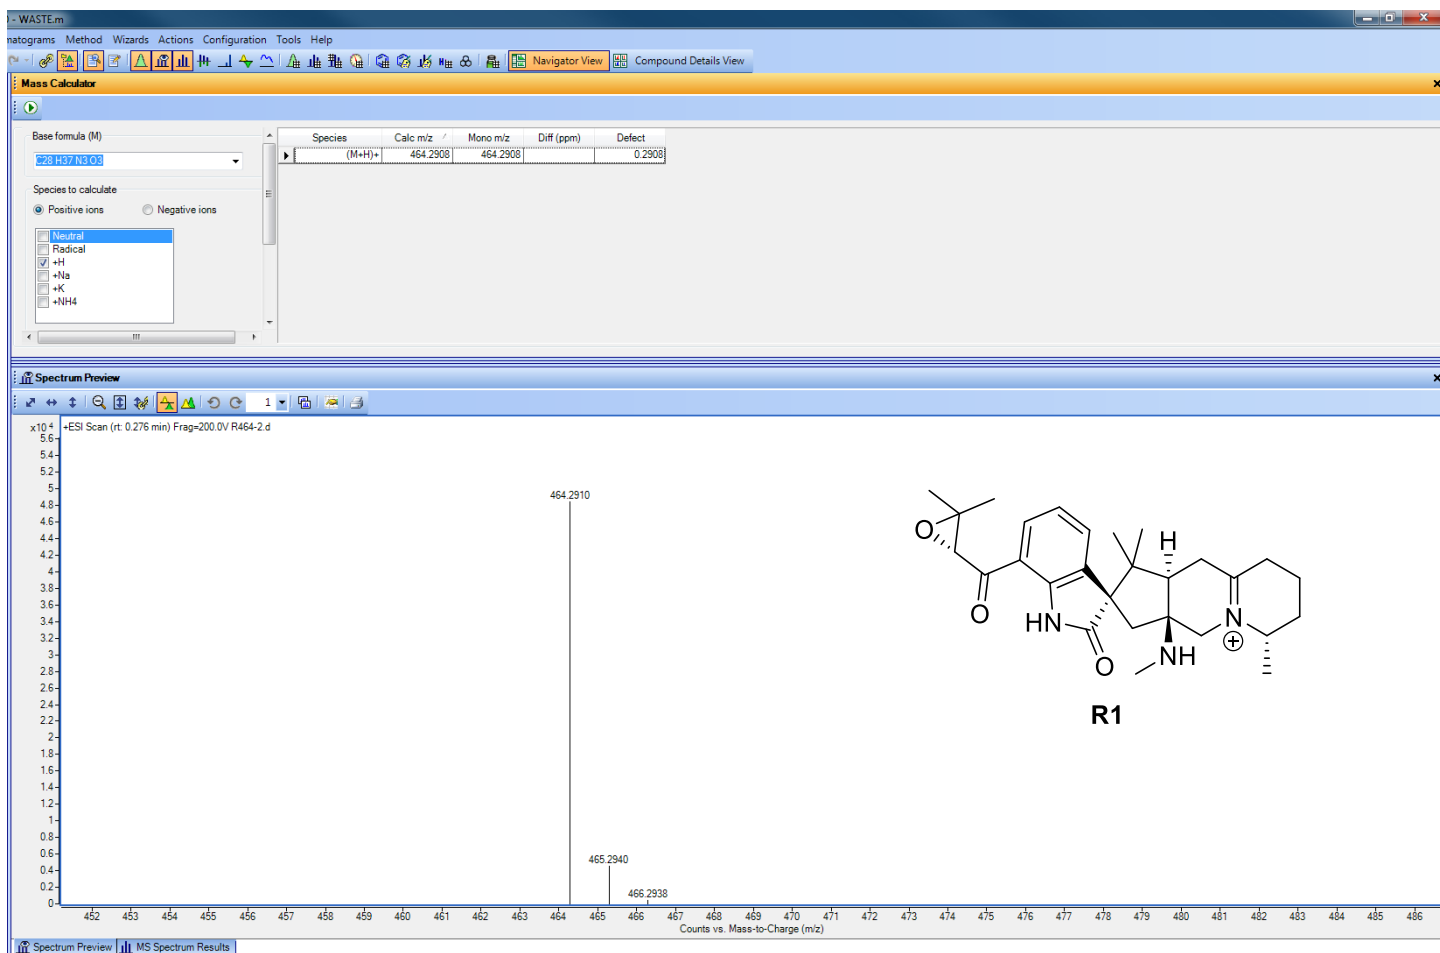 ) - WASTE.m
matograms Method Wizards Actions Configuration Tools Help
Navigator View Compound Details View
Mass Calculator
Base formula (M)
C28 H37 N3 O3
Species to calculate
Positive ions Negative ions
Neutral
Radical
+H
+Na
+K
+NH4
Species Calc m/z Mono m/z Diff (ppm) Defect
(M+H)+ 464.2908 464.2908 0.2908
Spectrum Preview
1
x10 4
+ESI Scan (rt: 0.276 min) Frag=200.0V R464-2.d
5.6
5.4
5.2
5
4.8
4.6
4.4
4.2
4
3.8
3.6
3.4
3.2
3
2.8
2.6
2.4
2.2
2
1.8
1.6
1.4
1.2
1
0.8
0.6
0.4
0.2
0
464.2910
465.2940
466.2938
O
H
O
HN
N
+
O
NH
R1
452 453 454 455 456 457 458 459 460 461 462 463 464 465 466 467 468 469 470 471 472 473 474 475 476 477 478 479 480 481 482 483 484 485 486
Counts vs. Mass-to-Charge (m/z)
Spectrum Preview MS Spectrum Results